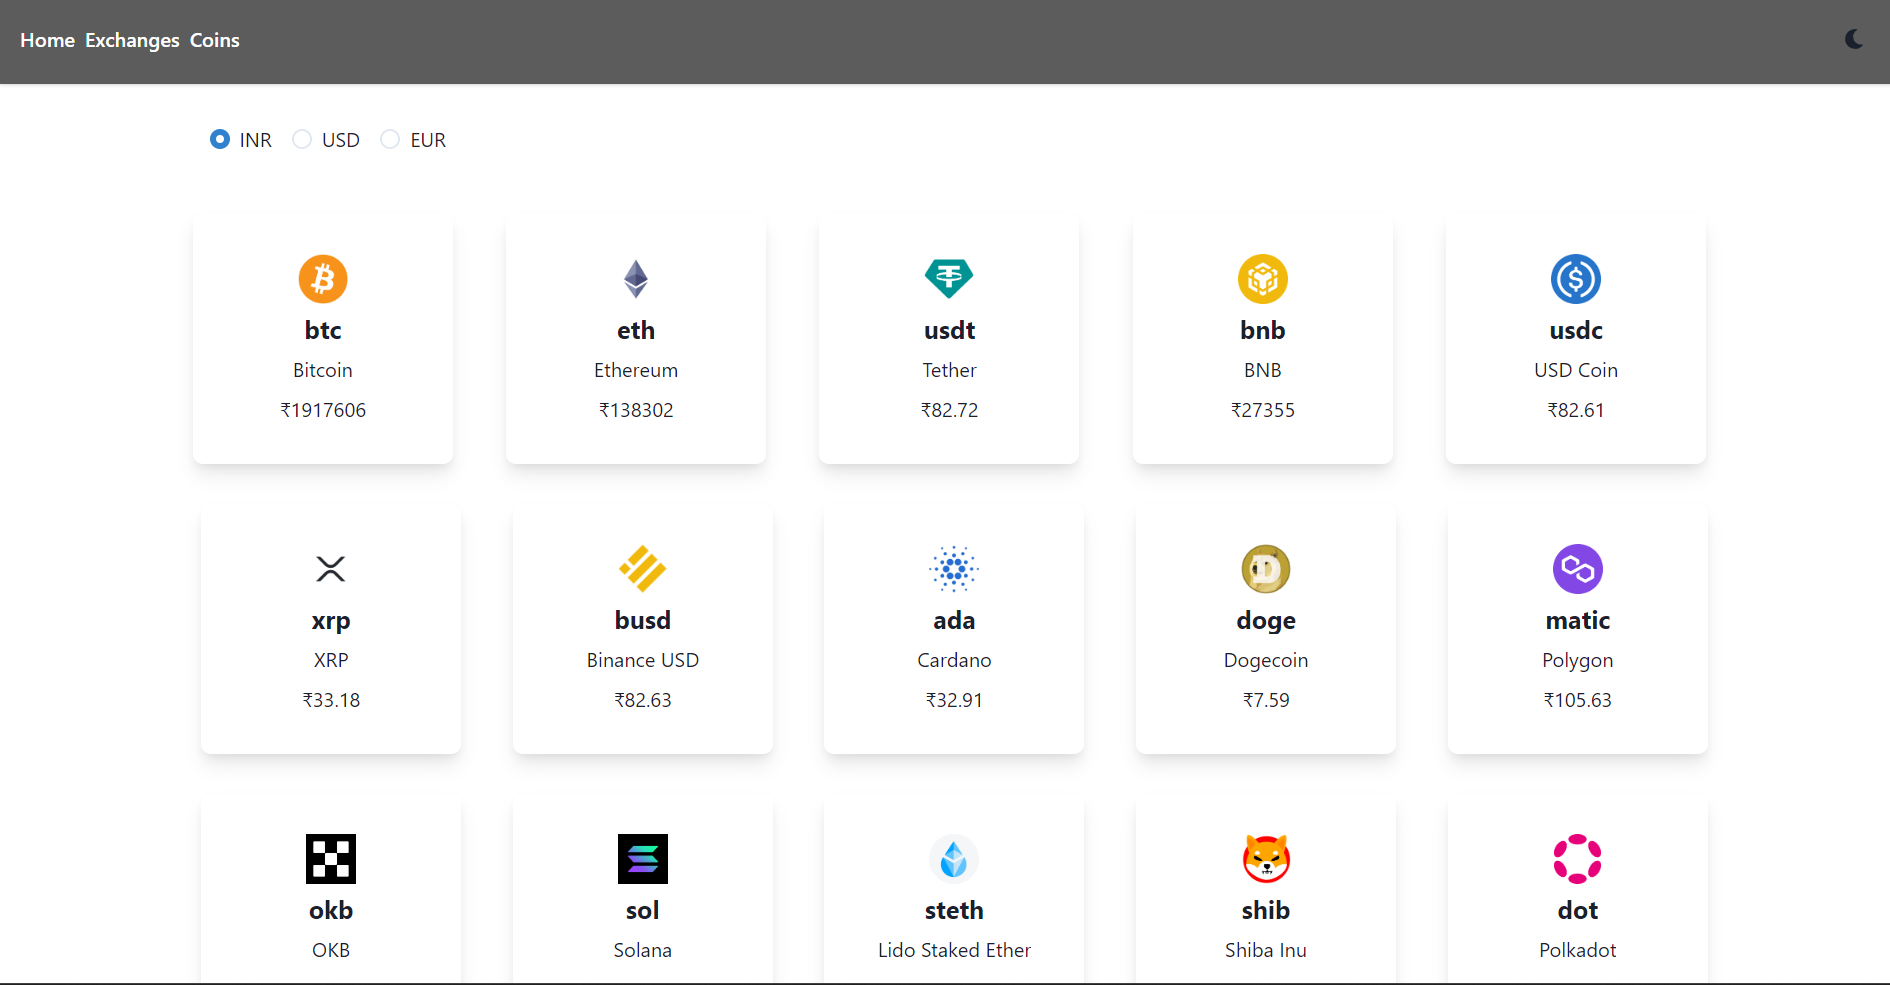 Home Exchanges Coins
INR USD EUR
btc eth usdt bnb usdc
Bitcoin Ethereum Tether BNB USD Coin
₹1917606 ₹138302 ₹82.72 ₹27355 ₹82.61
xrp busd ada doge matic
XRP Binance USD Cardano Dogecoin Polygon
₹33.18 ₹82.63 ₹32.91 ₹7.59 ₹105.63
okb sol steth shib dot
OKB Solana Lido Staked Ether Shiba Inu Polkadot